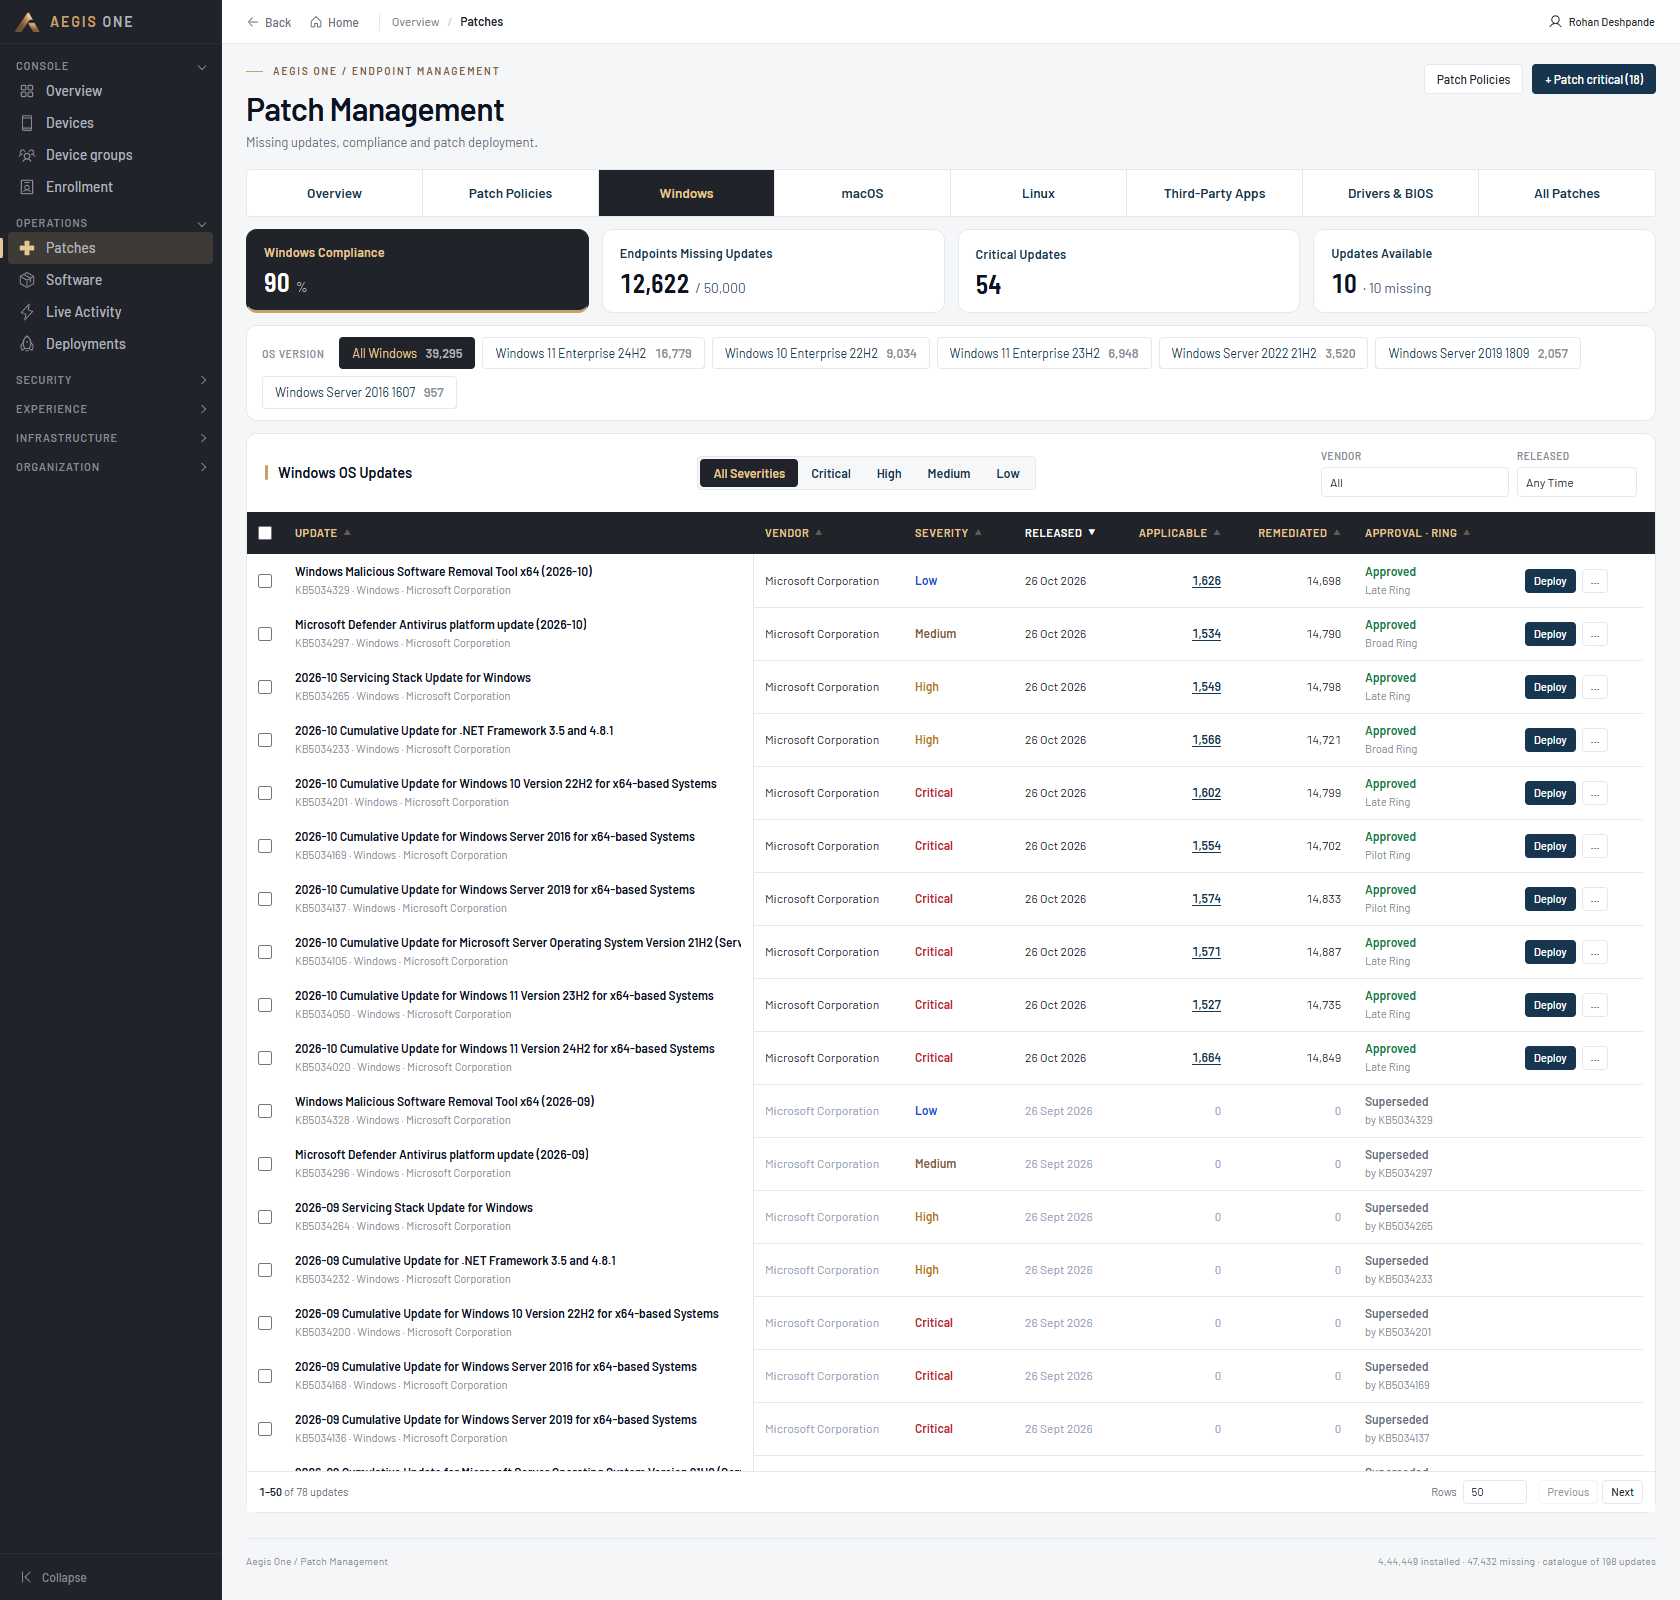 AEGIS ONE
Back
Home
Overview / Patches
Rohan Deshpande
CONSOLE
Overview
Devices
Device groups
Enrollment
OPERATIONS
Patches
Software
Live Activity
Deployments
SECURITY
EXPERIENCE
INFRASTRUCTURE
ORGANIZATION
Collapse
AEGIS ONE / ENDPOINT MANAGEMENT
Patch Management
Missing updates, compliance and patch deployment.
Patch Policies
+ Patch critical (18)
Overview
Patch Policies
Windows
macOS
Linux
Third-Party Apps
Drivers & BIOS
All Patches
Windows Compliance
90 %
Endpoints Missing Updates
12,622 / 50,000
Critical Updates
54
Updates Available
10 · 10 missing
OS VERSION
All Windows 39,295
Windows 11 Enterprise 24H2 16,779
Windows 10 Enterprise 22H2 9,034
Windows 11 Enterprise 23H2 6,948
Windows Server 2022 21H2 3,520
Windows Server 2019 1809 2,057
Windows Server 2016 1607 957
Windows OS Updates
All Severities Critical High Medium Low
VENDOR
All
RELEASED
Any Time
UPDATE ▲ VENDOR ▲ SEVERITY ▲ RELEASED ▼ APPLICABLE ▲ REMEDIATED ▲ APPROVAL · RING ▲
Windows Malicious Software Removal Tool x64 (2026-10)
KB5034329 · Windows · Microsoft Corporation
Microsoft Corporation Low 26 Oct 2026 1,626 14,698
Approved
Late Ring
Deploy ...
Microsoft Defender Antivirus platform update (2026-10)
KB5034297 · Windows · Microsoft Corporation
Microsoft Corporation Medium 26 Oct 2026 1,534 14,790
Approved
Broad Ring
Deploy ...
2026-10 Servicing Stack Update for Windows
KB5034265 · Windows · Microsoft Corporation
Microsoft Corporation High 26 Oct 2026 1,549 14,798
Approved
Late Ring
Deploy ...
2026-10 Cumulative Update for .NET Framework 3.5 and 4.8.1
KB5034233 · Windows · Microsoft Corporation
Microsoft Corporation High 26 Oct 2026 1,566 14,721
Approved
Broad Ring
Deploy ...
2026-10 Cumulative Update for Windows 10 Version 22H2 for x64-based Systems
KB5034201 · Windows · Microsoft Corporation
Microsoft Corporation Critical 26 Oct 2026 1,602 14,799
Approved
Late Ring
Deploy ...
2026-10 Cumulative Update for Windows Server 2016 for x64-based Systems
KB5034169 · Windows · Microsoft Corporation
Microsoft Corporation Critical 26 Oct 2026 1,554 14,702
Approved
Pilot Ring
Deploy ...
2026-10 Cumulative Update for Windows Server 2019 for x64-based Systems
KB5034137 · Windows · Microsoft Corporation
Microsoft Corporation Critical 26 Oct 2026 1,574 14,833
Approved
Pilot Ring
Deploy ...
2026-10 Cumulative Update for Microsoft Server Operating System Version 21H2 (Serv
KB5034105 · Windows · Microsoft Corporation
Microsoft Corporation Critical 26 Oct 2026 1,571 14,887
Approved
Late Ring
Deploy ...
2026-10 Cumulative Update for Windows 11 Version 23H2 for x64-based Systems
KB5034050 · Windows · Microsoft Corporation
Microsoft Corporation Critical 26 Oct 2026 1,527 14,735
Approved
Late Ring
Deploy ...
2026-10 Cumulative Update for Windows 11 Version 24H2 for x64-based Systems
KB5034020 · Windows · Microsoft Corporation
Microsoft Corporation Critical 26 Oct 2026 1,664 14,849
Approved
Late Ring
Deploy ...
Windows Malicious Software Removal Tool x64 (2026-09)
KB5034328 · Windows · Microsoft Corporation
Microsoft Corporation Low 26 Sept 2026 0 0
Superseded
by KB5034329
Microsoft Defender Antivirus platform update (2026-09)
KB5034296 · Windows · Microsoft Corporation
Microsoft Corporation Medium 26 Sept 2026 0 0
Superseded
by KB5034297
2026-09 Servicing Stack Update for Windows
KB5034264 · Windows · Microsoft Corporation
Microsoft Corporation High 26 Sept 2026 0 0
Superseded
by KB5034265
2026-09 Cumulative Update for .NET Framework 3.5 and 4.8.1
KB5034232 · Windows · Microsoft Corporation
Microsoft Corporation High 26 Sept 2026 0 0
Superseded
by KB5034233
2026-09 Cumulative Update for Windows 10 Version 22H2 for x64-based Systems
KB5034200 · Windows · Microsoft Corporation
Microsoft Corporation Critical 26 Sept 2026 0 0
Superseded
by KB5034201
2026-09 Cumulative Update for Windows Server 2016 for x64-based Systems
KB5034168 · Windows · Microsoft Corporation
Microsoft Corporation Critical 26 Sept 2026 0 0
Superseded
by KB5034169
2026-09 Cumulative Update for Windows Server 2019 for x64-based Systems
KB5034136 · Windows · Microsoft Corporation
Microsoft Corporation Critical 26 Sept 2026 0 0
Superseded
by KB5034137
1–50 of 78 updates
Rows 50 Previous Next
Aegis One / Patch Management
4,44,449 installed · 47,432 missing · catalogue of 198 updates